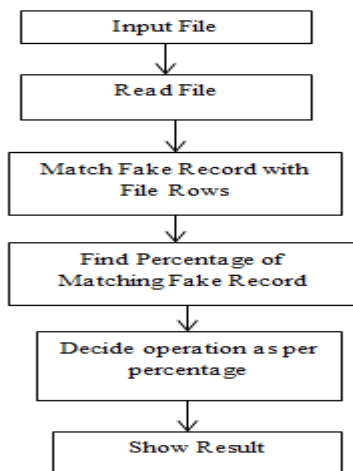 Input File
Read File
Match Fake Record with
File Rows
Find Percentage of
Matching Fake Record
Decide operation as per
percentage
Show Result